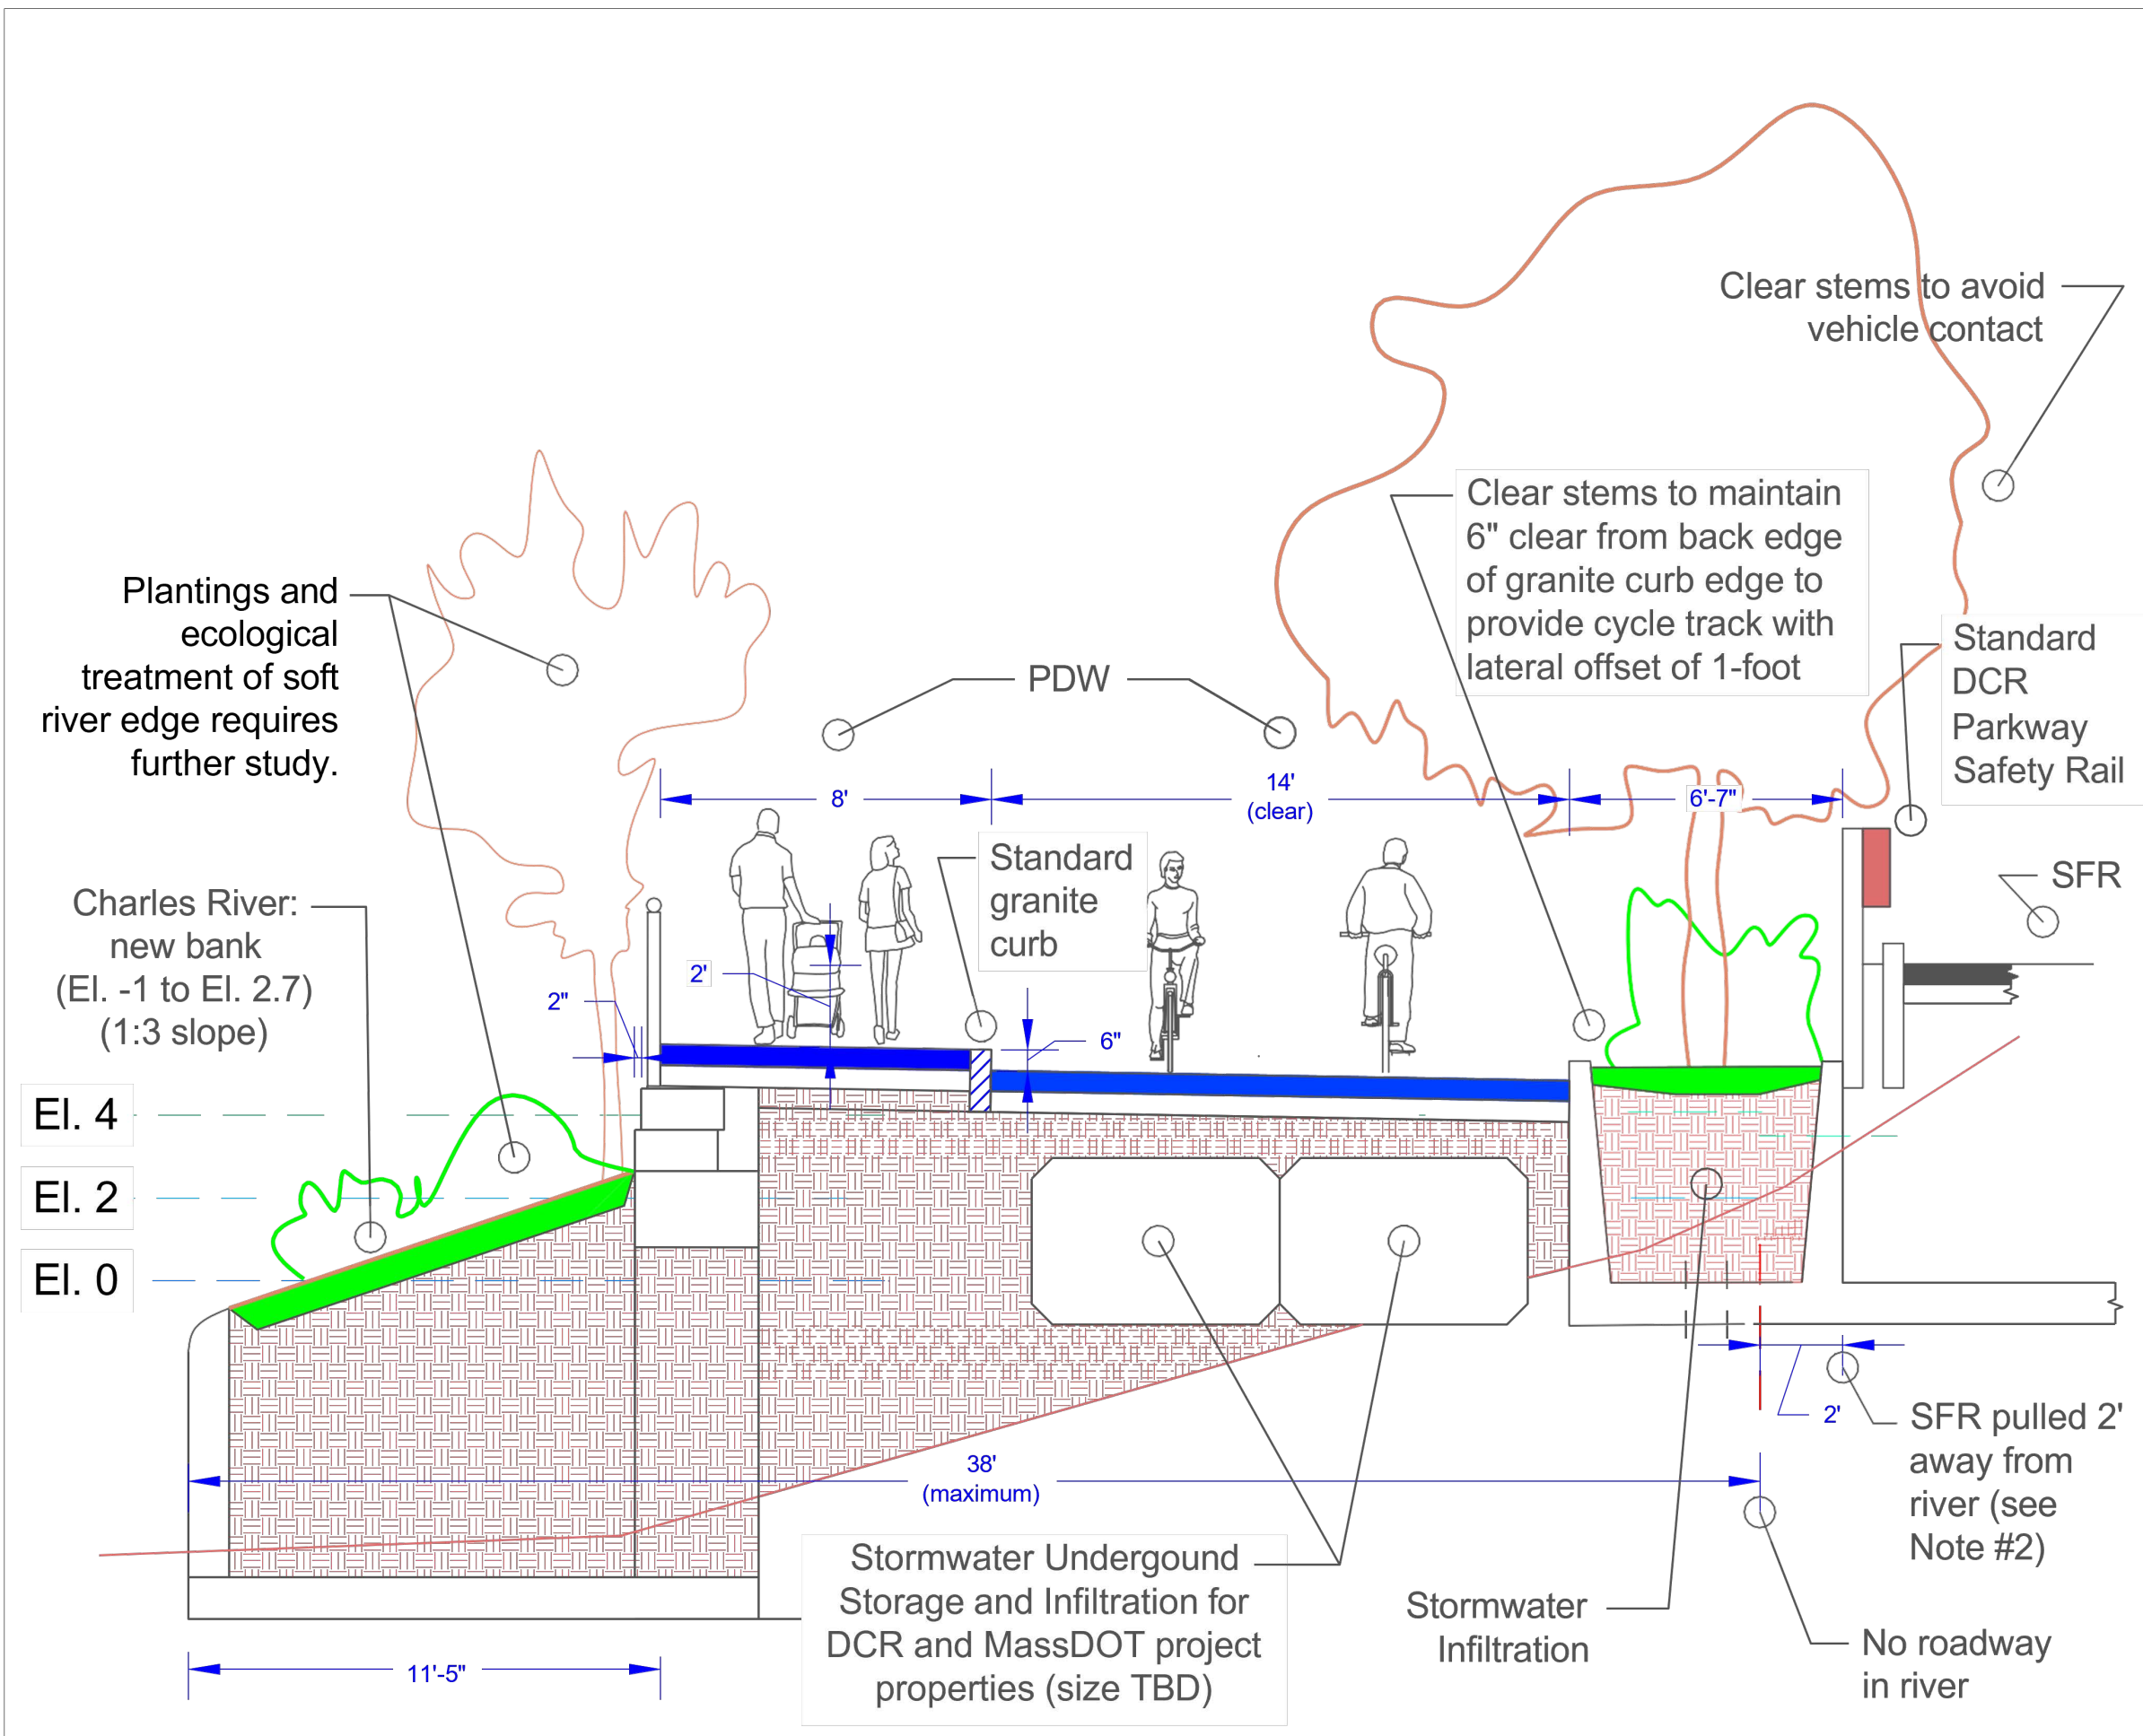 Clear stems to avoid
vehicle contact
Clear stems to maintain
6" clear from back edge
of granite curb edge to
provide cycle track with
lateral offset of 1-foot
Plantings and
ecological
treatment of soft
river edge requires
further study.
PDW
Standard
DCR
Parkway
Safety Rail
8'
14'
(clear)
6'-7"
Standard
granite
curb
SFR
Charles River:
new bank
(El. -1 to El. 2.7)
(1:3 slope)
2'
2"
6"
El. 4
El. 2
El. 0
2'
SFR pulled 2'
away from
river (see
Note #2)
38'
(maximum)
Stormwater Undergound
Storage and Infiltration for
DCR and MassDOT project
properties (size TBD)
Stormwater
Infiltration
No roadway
in river
11'-5"